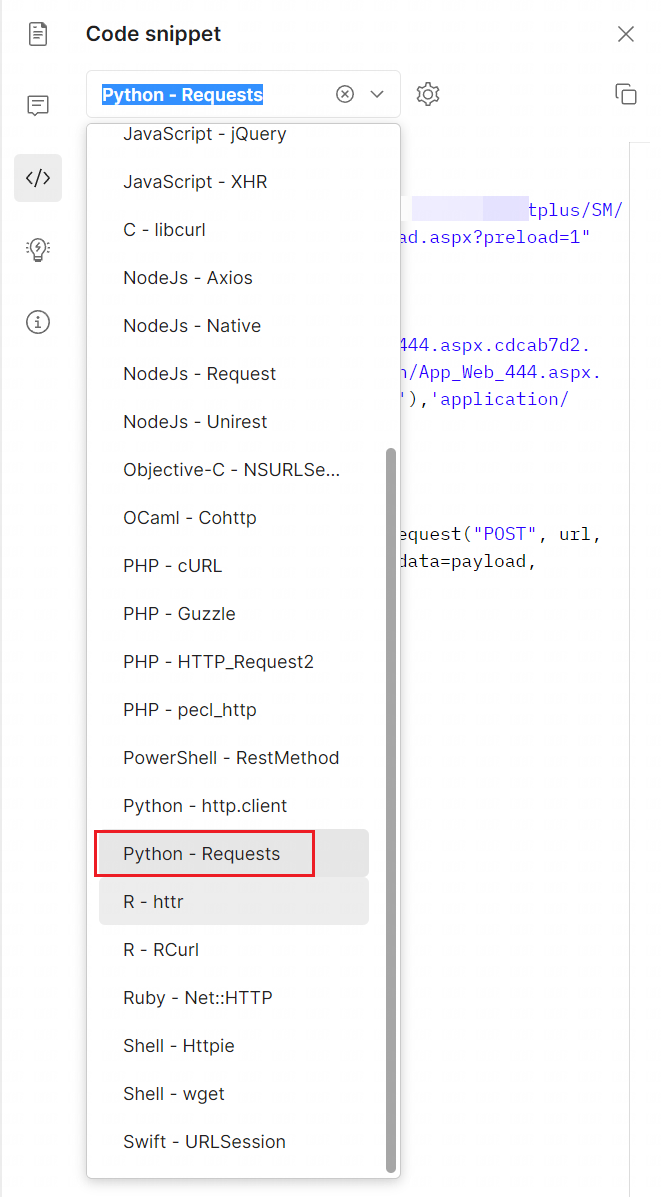 Code snippet
Python - Requests
JavaScript - jQuery
JavaScript - XHR
tplus/SM/
C - libcurl
ad.aspx?preload=1"
NodeJs - Axios
NodeJs - Native
444.aspx.cdcab7d2.
NodeJs - Request
/App_Web_444.aspx.
'),'application/
NodeJs - Unirest
Objective-C - NSURLSe...
OCaml - Cohttp
equest("POST", url,
PHP - cURL
data=payload,
PHP - Guzzle
PHP - HTTP_Request2
PHP - pecl_http
PowerShell - RestMethod
Python - http.client
Python - Requests
R - httr
R - RCurl
Ruby - Net::HTTP
Shell - Httpie
Shell - wget
Swift - URLSession